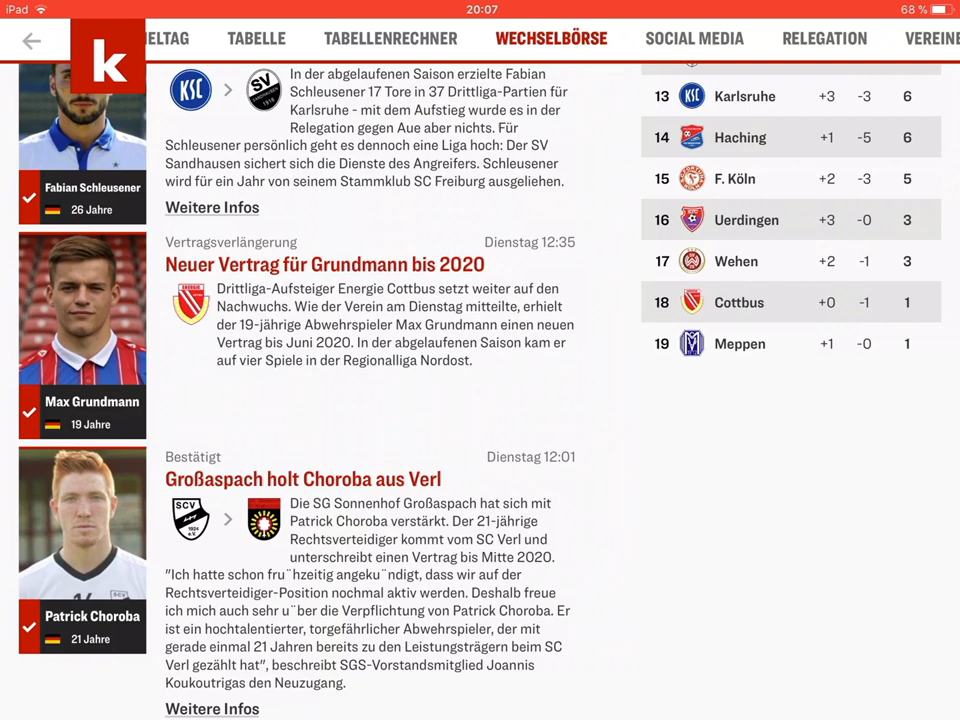 iPad
20:07
68 %
k
IELTAG
TABELLE
TABELLENRECHNER
WECHSELBÖRSE
SOCIAL MEDIA
RELEGATION
VEREINE
Fabian Schleusener
26 Jahre
KSC
SV
SANDHAUSEN
1916
In der abgelaufenen Saison erzielte Fabian
Schleusener 17 Tore in 37 Drittliga-Partien für
Karlsruhe - mit dem Aufstieg wurde es in der
Relegation gegen Aue aber nichts. Für
Schleusener persönlich geht es dennoch eine Liga hoch: Der SV
Sandhausen sichert sich die Dienste des Angreifers. Schleusener
wird für ein Jahr von seinem Stammklub SC Freiburg ausgeliehen.
Weitere Infos
Max Grundmann
19 Jahre
Vertragsverlängerung
Dienstag 12:35
Neuer Vertrag für Grundmann bis 2020
ENERGIE
Drittliga-Aufsteiger Energie Cottbus setzt weiter auf den
Nachwuchs. Wie der Verein am Dienstag mitteilte, erhielt
der 19-jährige Abwehrspieler Max Grundmann einen neuen
Vertrag bis Juni 2020. In der abgelaufenen Saison kam er
auf vier Spiele in der Regionalliga Nordost.
Patrick Choroba
21 Jahre
Bestätigt
Dienstag 12:01
Großaspach holt Choroba aus Verl
SCV
1924
e.V.
Die SG Sonnenhof Großaspach hat sich mit
Patrick Choroba verstärkt. Der 21-jährige
Rechtsverteidiger kommt vom SC Verl und
unterschreibt einen Vertrag bis Mitte 2020.
"Ich hatte schon fru¨hzeitig angeku¨ndigt, dass wir auf der
Rechtsverteidiger-Position nochmal aktiv werden. Deshalb freue
ich mich auch sehr u¨ber die Verpflichtung von Patrick Choroba. Er
ist ein hochtalentierter, torgefährlicher Abwehrspieler, der mit
gerade einmal 21 Jahren bereits zu den Leistungsträgern beim SC
Verl gezählt hat", beschreibt SGS-Vorstandsmitglied Joannis
Koukoutrigas den Neuzugang.
Weitere Infos
13 KSC Karlsruhe +3 -3 6
14 Haching +1 -5 6
15 F. Köln +2 -3 5
16 Uerdingen +3 -0 3
17 Wehen +2 -1 3
18 Cottbus +0 -1 1
19 Meppen +1 -0 1